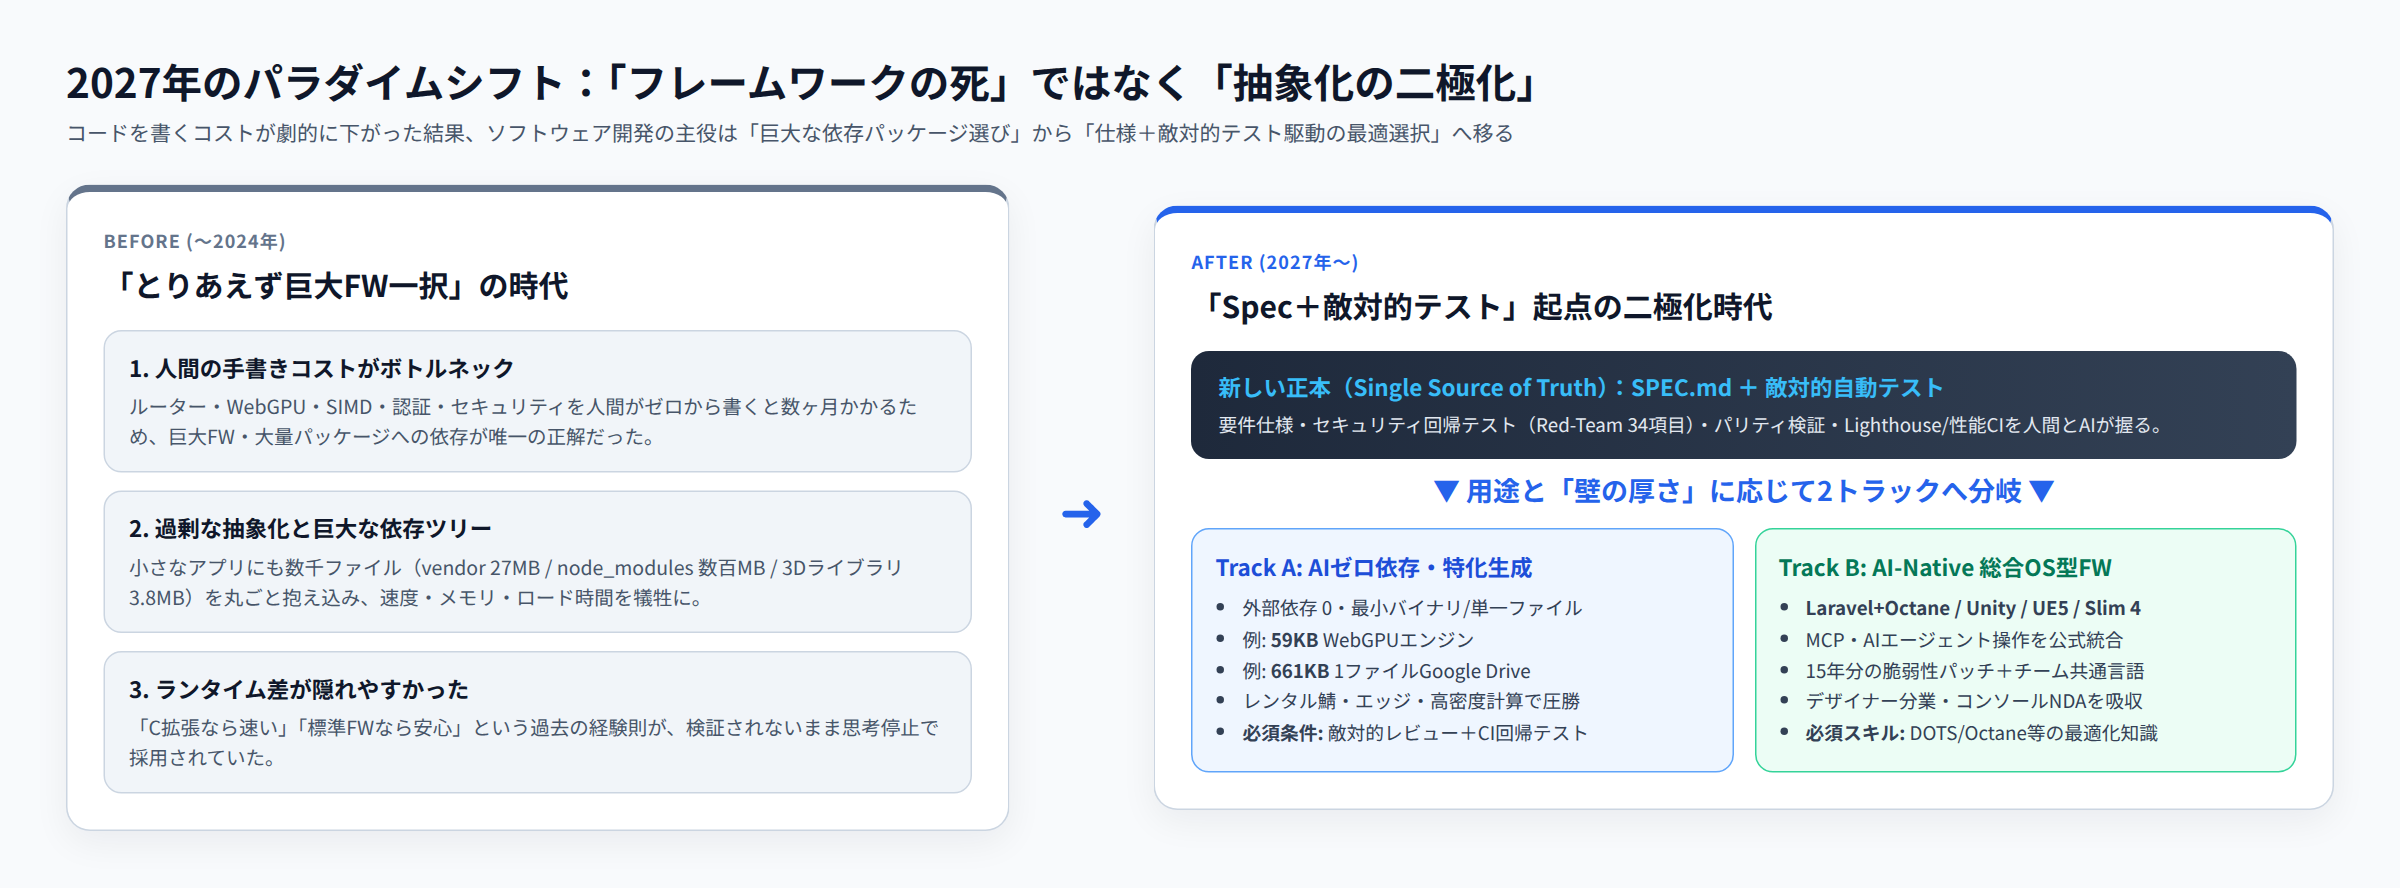 2027年のパラダイムシフト：「フレームワークの死」ではなく「抽象化の二極化」
コードを書くコストが劇的に下がった結果、ソフトウェア開発の主役は「巨大な依存パッケージ選び」から「仕様＋敵対的テスト駆動の最適選択」へ移る
BEFORE (〜2024年)
「とりあえず巨大FW一択」の時代
1. 人間の手書きコストがボトルネック
ルーター・WebGPU・SIMD・認証・セキュリティを人間がゼロから書くと数ヶ月かかるた
め、巨大FW・大量パッケージへの依存が唯一の正解だった。
2. 過剰な抽象化と巨大な依存ツリー
小さなアプリにも数千ファイル（vendor 27MB / node_modules 数百MB / 3Dライブラリ
3.8MB）を丸ごと抱え込み、速度・メモリ・ロード時間を犠牲に。
3. ランタイム差が隠れやすかった
「C拡張なら速い」「標準FWなら安心」という過去の経験則が、検証されないまま思考停止で
採用されていた。
➜
AFTER (2027年〜)
「Spec＋敵対的テスト」起点の二極化時代
新しい正本（Single Source of Truth）：SPEC.md ＋ 敵対的自動テスト
要件仕様・セキュリティ回帰テスト（Red-Team 34項目）・パリティ検証・Lighthouse/性能CIを人間とAIが握る。
▼ 用途と「壁の厚さ」に応じて2トラックへ分岐 ▼
Track A: AIゼロ依存・特化生成
• 外部依存 0・最小バイナリ/単一ファイル
• 例: 59KB WebGPUエンジン
• 例: 661KB 1ファイルGoogle Drive
• レンタル鯖・エッジ・高密度計算で圧勝
• 必須条件: 敵対的レビュー＋CI回帰テスト
Track B: AI-Native 総合OS型FW
• Laravel+Octane / Unity / UE5 / Slim 4
• MCP・AIエージェント操作を公式統合
• 15年分の脆弱性パッチ＋チーム共通言語
• デザイナー分業・コンソールNDAを吸収
• 必須スキル: DOTS/Octane等の最適化知識